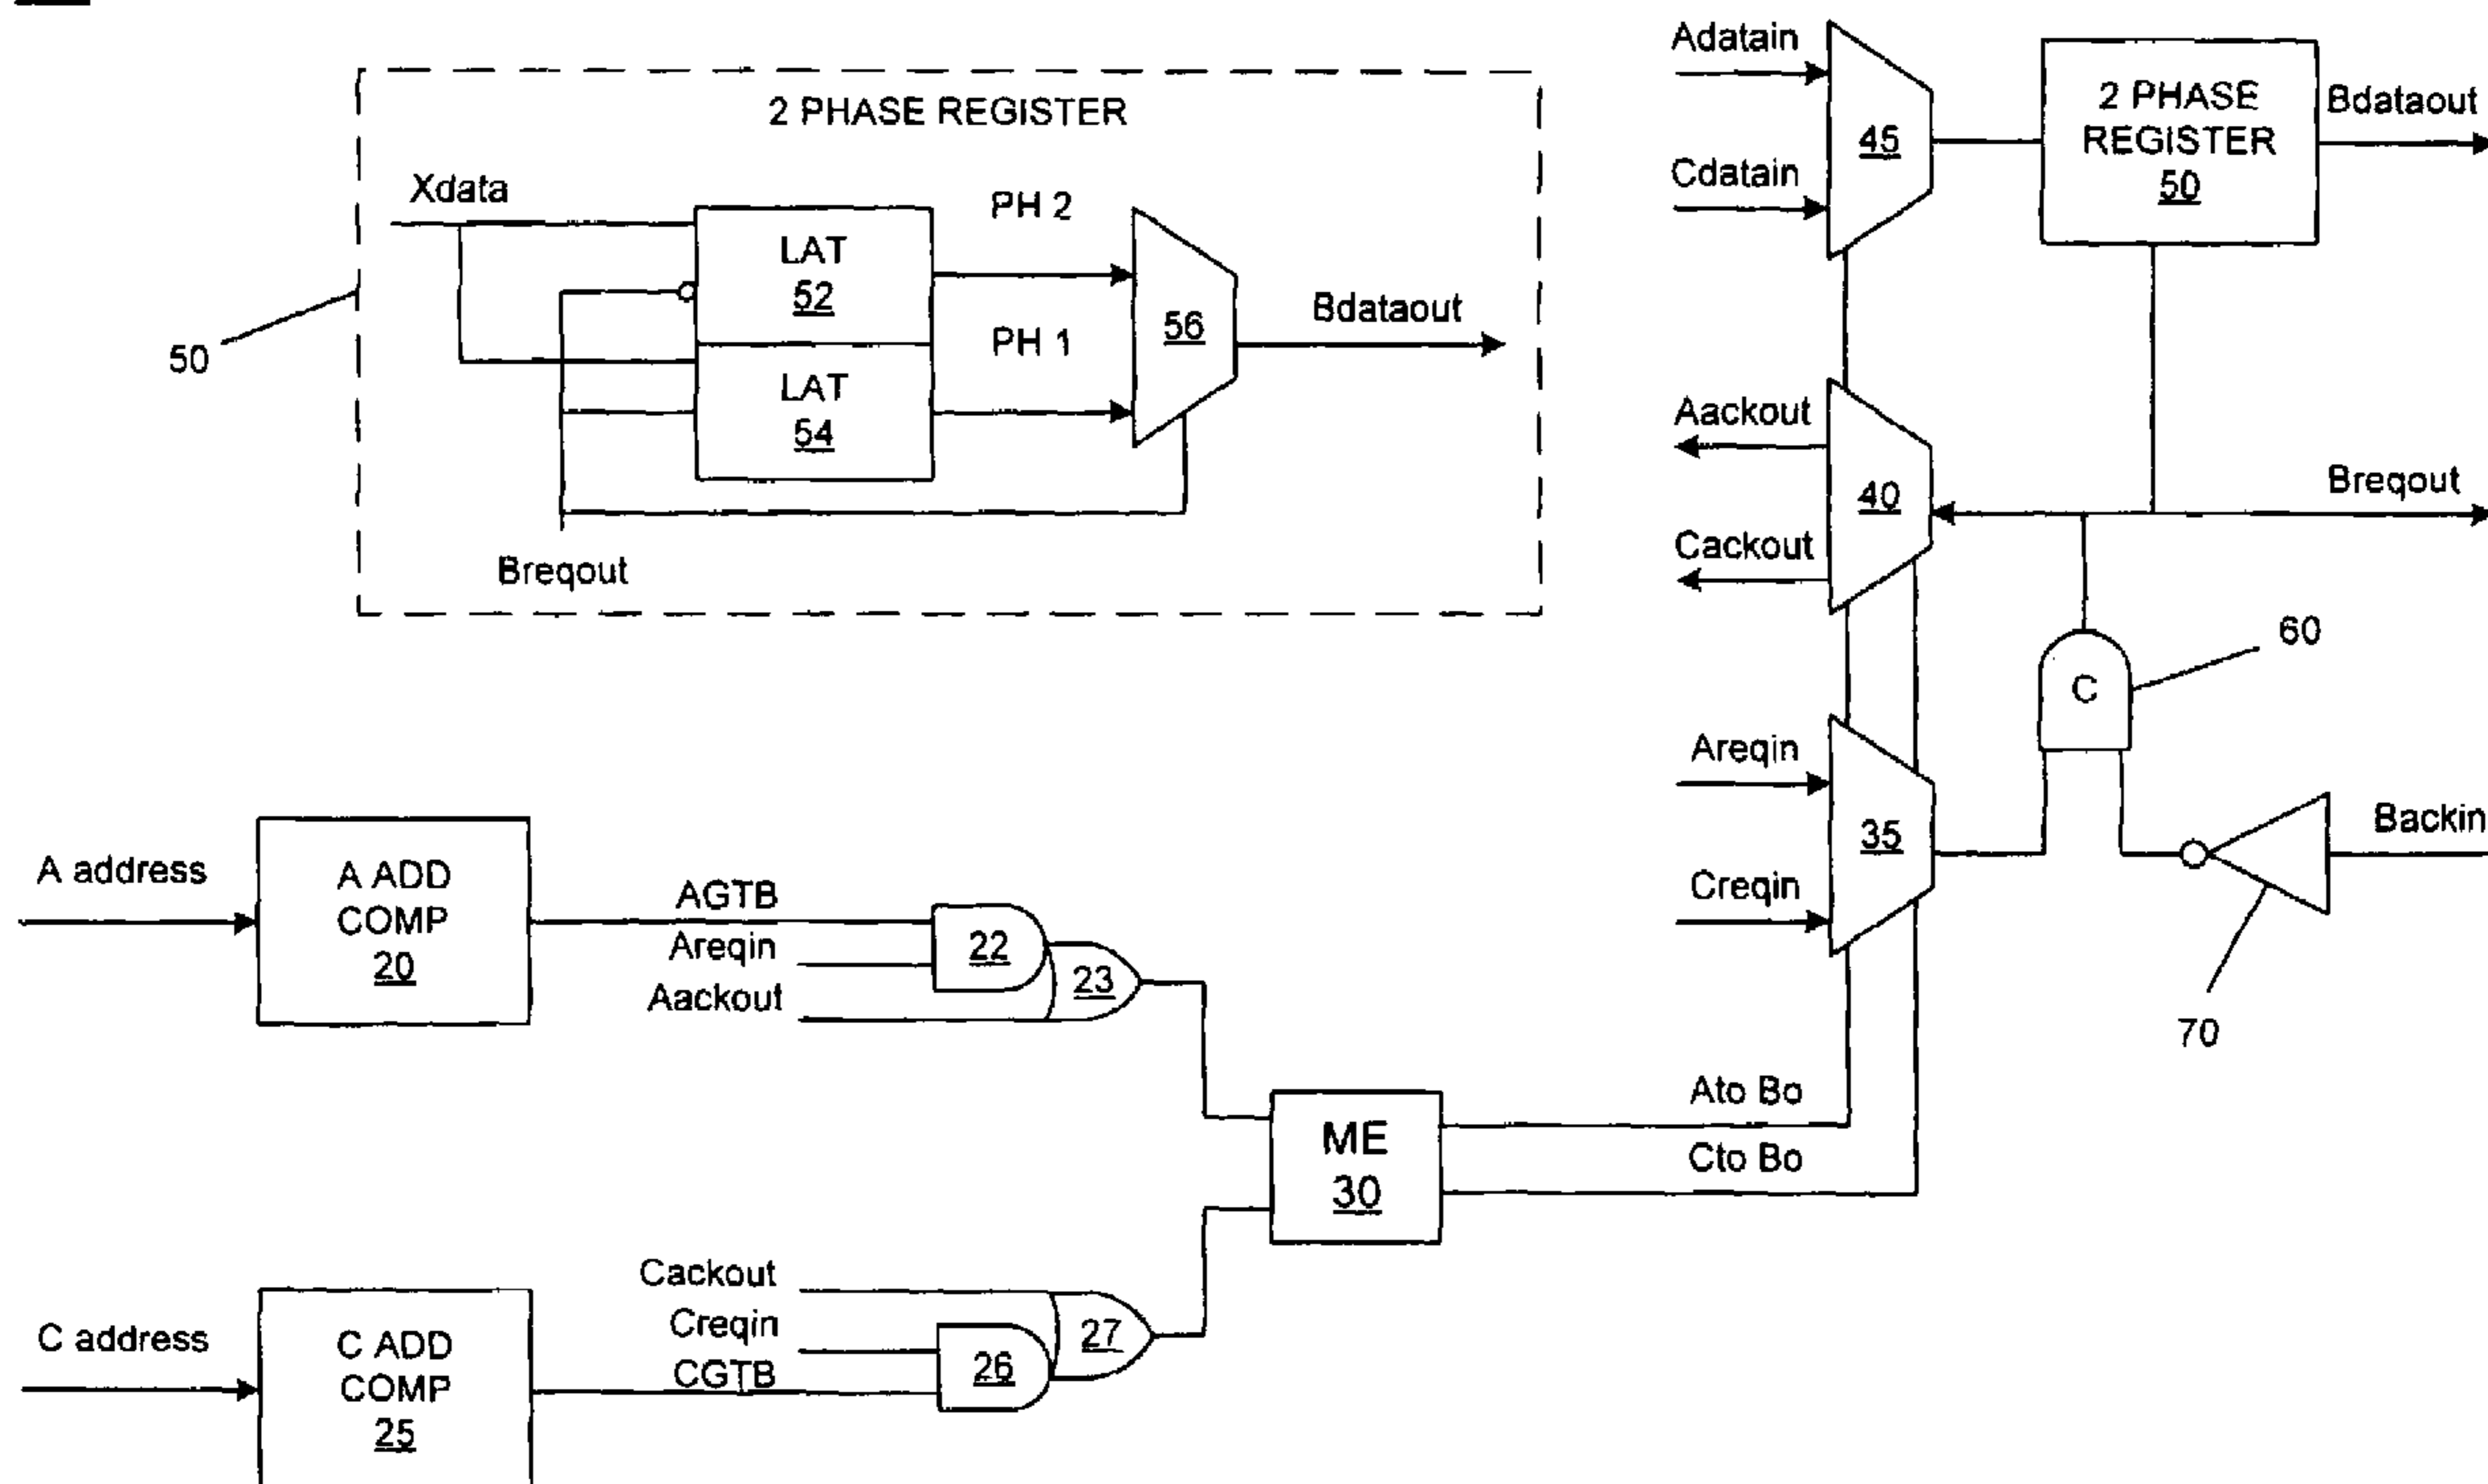 2 PHASE REGISTER
Xdata
PH 2
LAT
52
PH 1
LAT
54
56
Bdataout
Breqout
50
Adatain
Cdatain
45
2 PHASE
REGISTER
50
Bdataout
Aackout
Cackout
40
Breqout
60
C
Areqin
Creqin
35
Backin
70
A address
A ADD
COMP
20
AGTB
Areqin
Aackout
22
23
ME
30
Ato Bo
Cto Bo
C address
C ADD
COMP
25
Cackout
Creqin
CGTB
26
27